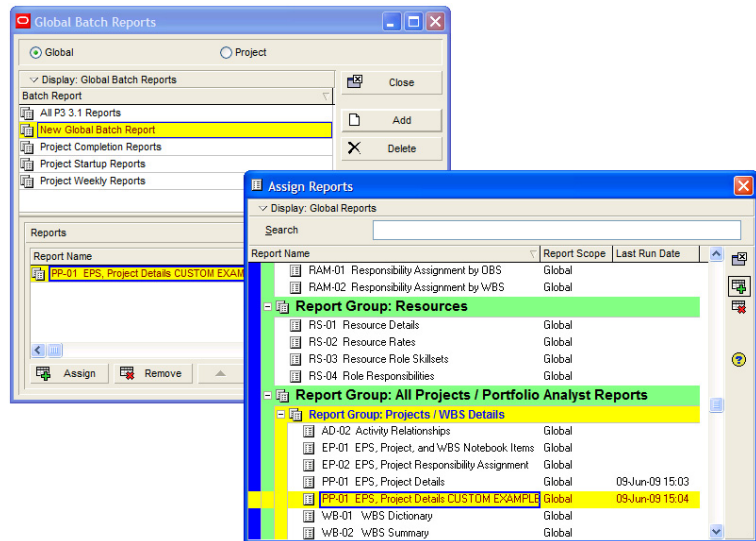 Global Batch Reports
Global
Project
Display: Global Batch Reports
Batch Report
All P3 3.1 Reports
New Global Batch Report
Project Completion Reports
Project Startup Reports
Project Weekly Reports
Close
Add
Delete
Reports
Report Name
PP-01 EPS, Project Details CUSTOM EXAM
Assign
Remove
Assign Reports
Display: Global Reports
Search
Report Name Report Scope Last Run Date
RAM-01 Responsibility Assignment by OBS Global
RAM-02 Responsibility Assignment by WBS Global
Report Group: Resources
RS-01 Resource Details Global
RS-02 Resource Rates Global
RS-03 Resource Role Skillsets Global
RS-04 Role Responsibilities Global
Report Group: All Projects / Portfolio Analyst Reports
Report Group: Projects / WBS Details
AD-02 Activity Relationships Global
EP-01 EPS, Project, and WBS Notebook Items Global
EP-02 EPS, Project Responsibility Assignment Global
PP-01 EPS, Project Details Global 09-Jun-09 15:03
PP-01 EPS, Project Details CUSTOM EXAMPLE Global 09-Jun-09 15:04
WB-01 WBS Dictionary Global
WB-02 WBS Summary Global